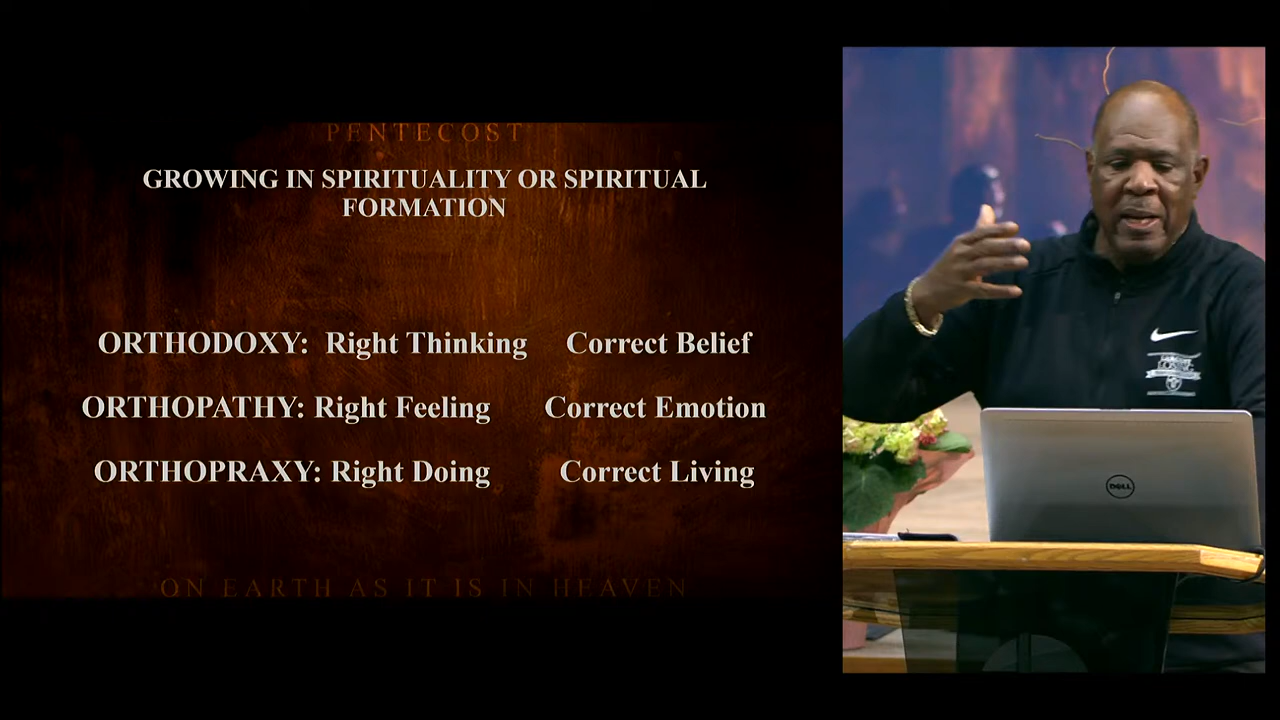 PENTECOST
GROWING IN SPIRITUALITY OR SPIRITUAL
FORMATION
ORTHODOXY: Right Thinking Correct Belief
ORTHOPATHY: Right Feeling Correct Emotion
ORTHOPRAXY: Right Doing Correct Living
ON EARTH AS IT IS IN HEAVEN
DELL